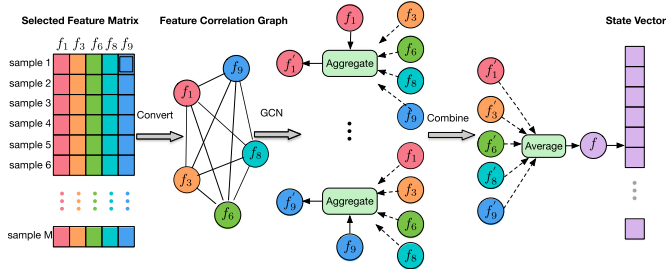 Selected Feature Matrix
f1 f3 f6 f8 f9
sample 1
sample 2
sample 3
sample 4
sample 5
sample 6
sample M
Convert
Feature Correlation Graph
f1
f9
f8
f3
f6
GCN
f1
f3
f6
f8
f9
f1'
Aggregate
f1
f3
f6
f8
f9'
Aggregate
f9
Combine
f1'
f3'
f6'
f8'
f9'
Average
f
State Vector